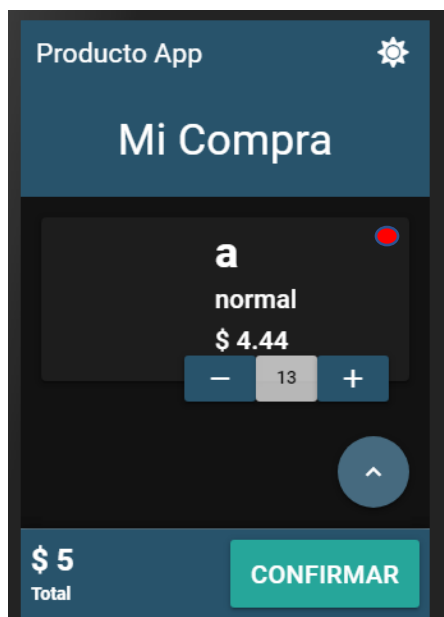 Producto App
Mi Compra
a
normal
$ 4.44
− 13 +
$ 5
Total
CONFIRMAR